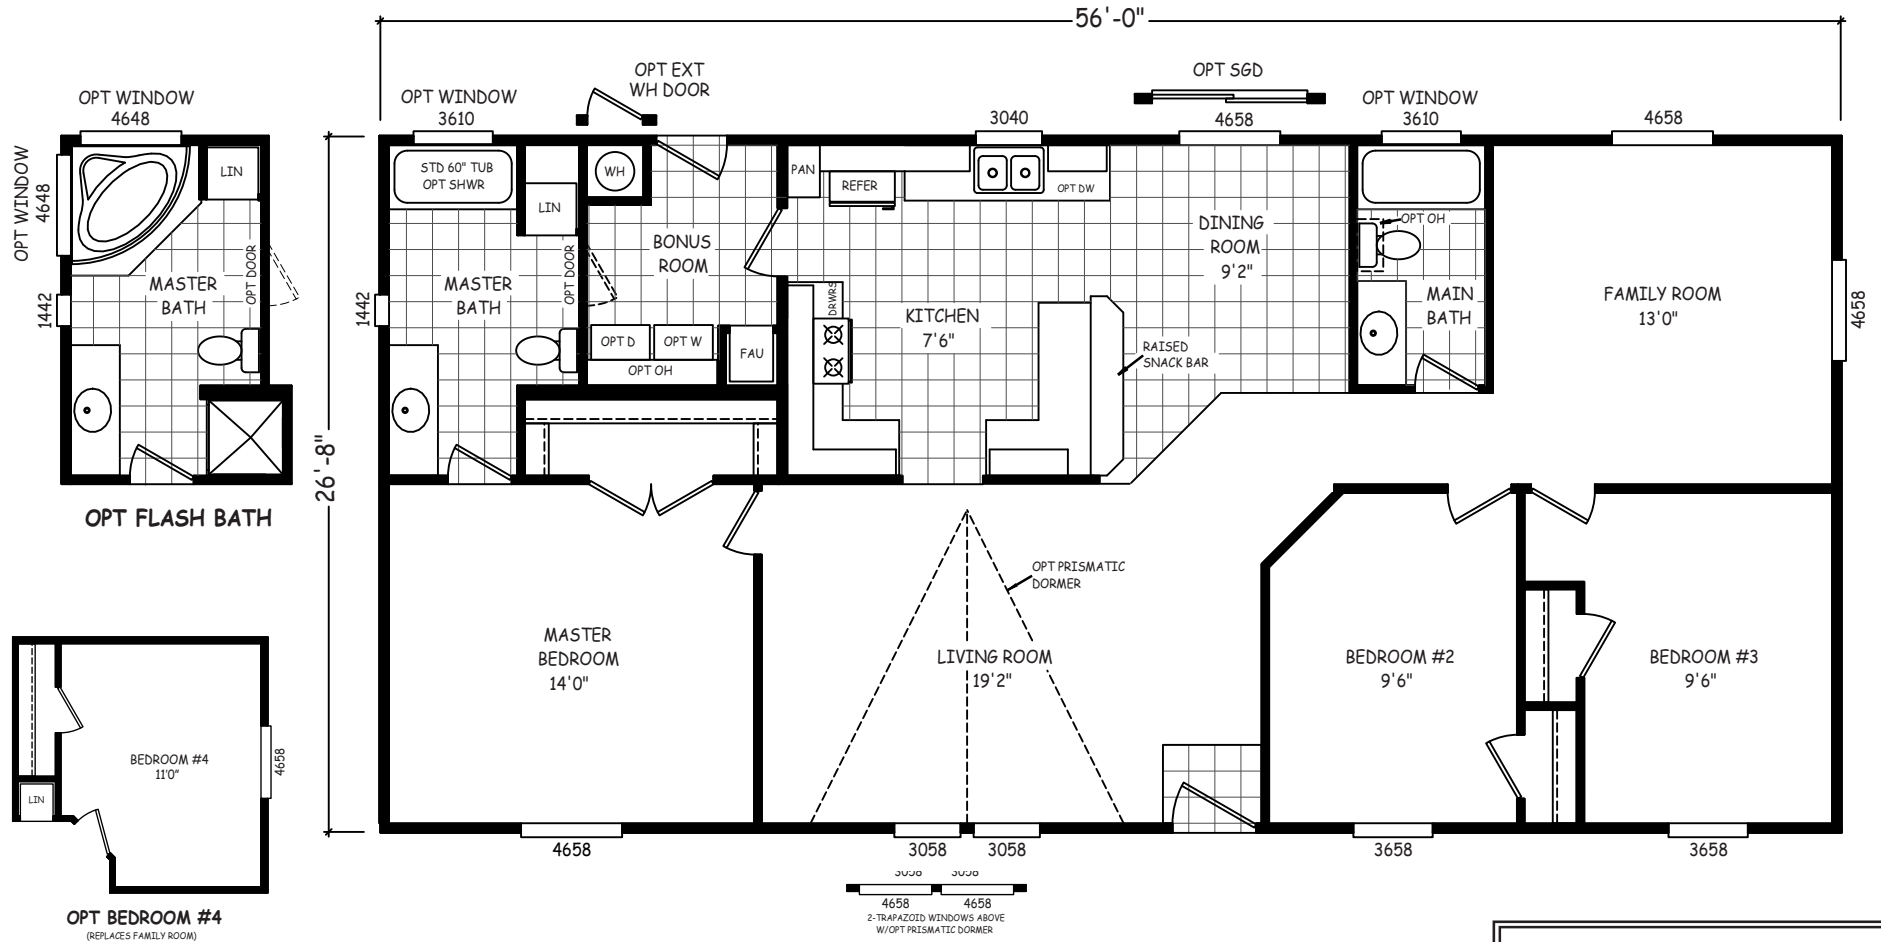 56'-0"
OPT EXT
WH DOOR
OPT SGD
OPT WINDOW
4648
OPT WINDOW
3610
3040
4658
OPT WINDOW
3610
4658
OPT WINDOW
4648
LIN
OPT DOOR
MASTER
BATH
1442
OPT FLASH BATH
26'-8"
STD 60" TUB
OPT SHWR
LIN
WH
OPT DOOR
MASTER
BATH
1442
BONUS
ROOM
OPT D
OPT W
OPT OH
FAU
PAN
REFER
OPT DW
DRWRS
KITCHEN
7'6"
DINING
ROOM
9'2"
RAISED
SNACK BAR
OPT OH
MAIN
BATH
FAMILY ROOM
13'0"
4658
MASTER
BEDROOM
14'0"
OPT PRISMATIC
DORMER
LIVING ROOM
19'2"
BEDROOM #2
9'6"
BEDROOM #3
9'6"
4658
3058
3058
3658
3658
3058
3058
4658
4658
2-TRAPAZOID WINDOWS ABOVE
W/OPT PRISMATIC DORMER
BEDROOM #4
11'0"
4658
LIN
OPT BEDROOM #4
(REPLACES FAMILY ROOM)